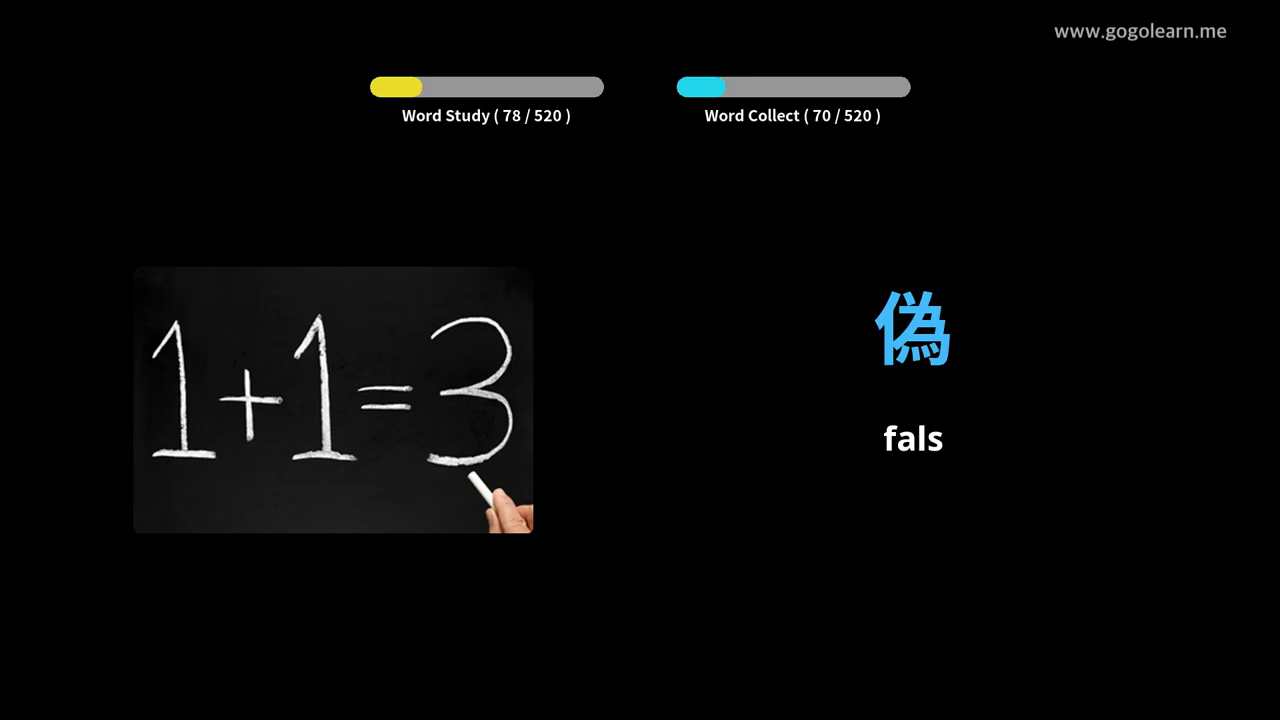 www.gogolearn.me
Word Study ( 78 / 520 )
Word Collect ( 70 / 520 )
1+1=3
偽
fals